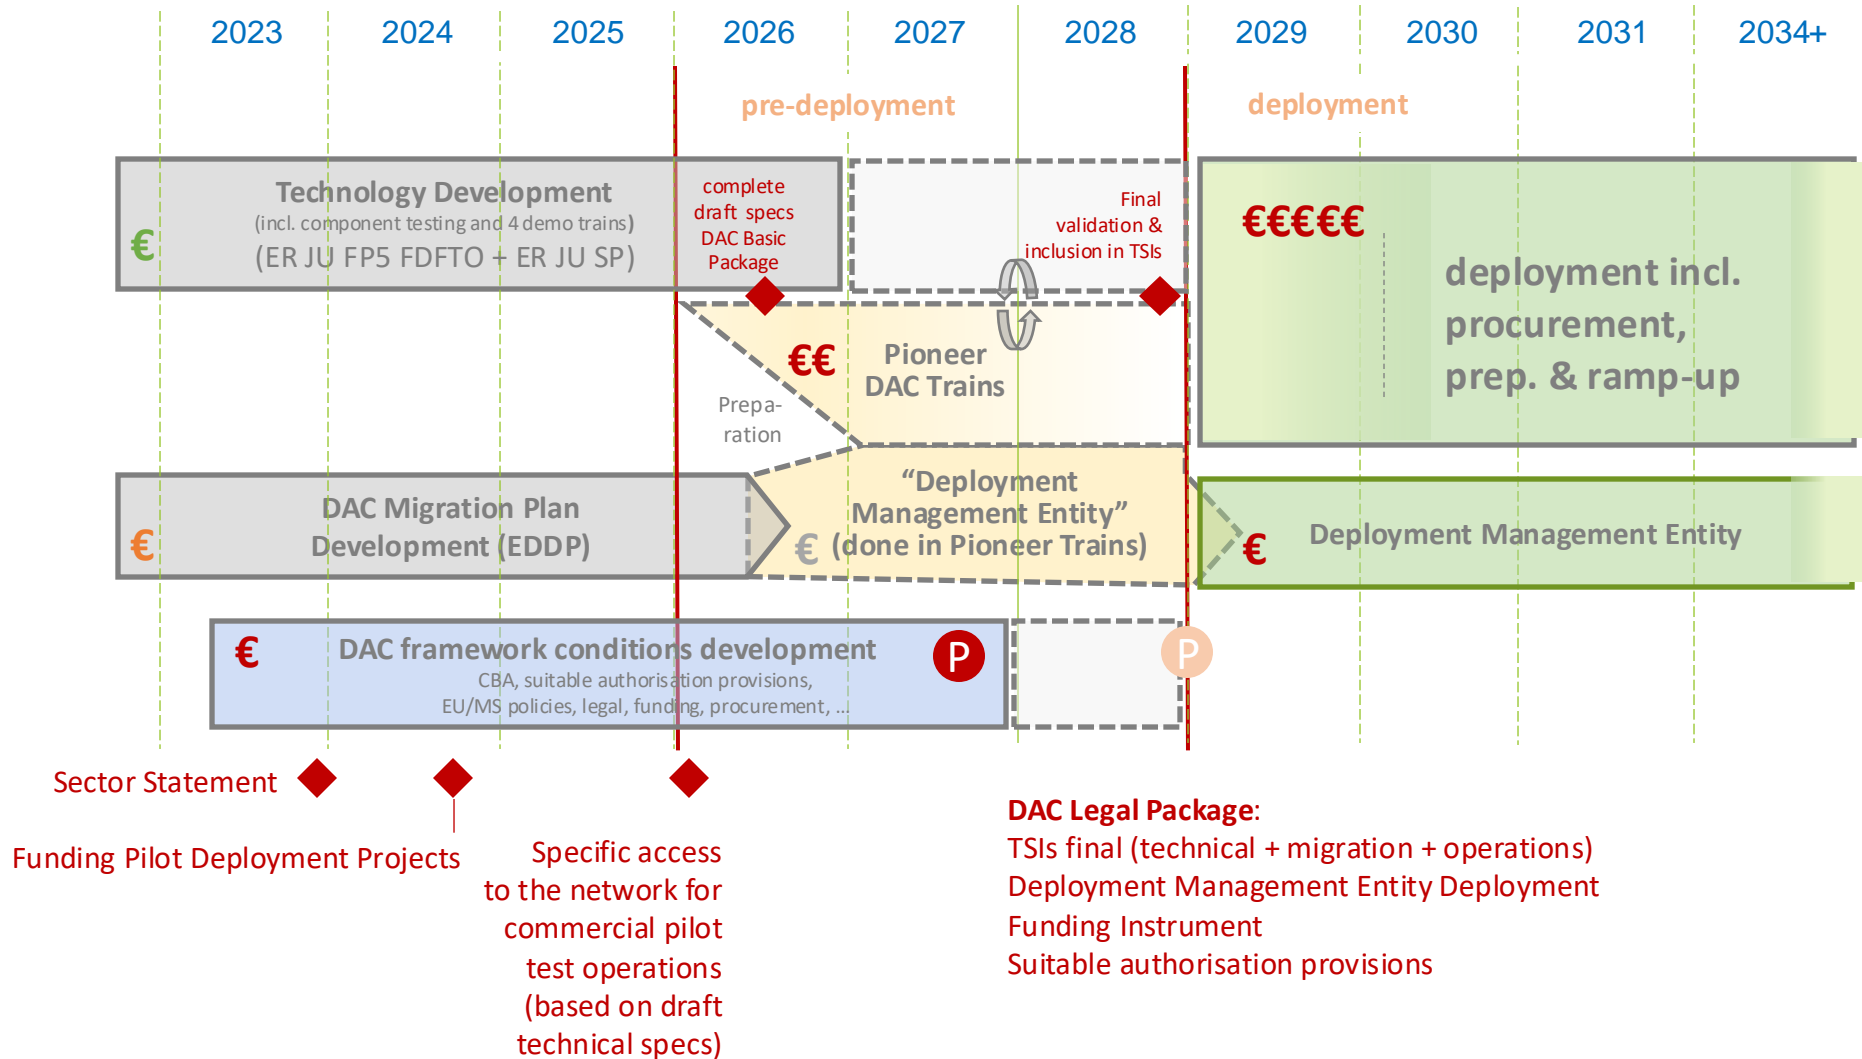 2023 2024 2025 2026 2027 2028 2029 2030 2031 2034+
pre-deployment
deployment
Technology Development
(incl. component testing and 4 demo trains)
(ER JU FP5 FDFTO + ER JU SP)
€
complete
draft specs
DAC Basic
Package
Final
validation &
inclusion in TSIs
€€€€€
deployment incl.
procurement,
prep. & ramp-up
€€
Pioneer
DAC Trains
Prepa-
ration
DAC Migration Plan
Development (EDDP)
€
“Deployment
Management Entity”
(done in Pioneer Trains)
€
€
Deployment Management Entity
€
DAC framework conditions development
CBA, suitable authorisation provisions,
EU/MS policies, legal, funding, procurement, ...
P
P
Sector Statement
Funding Pilot Deployment Projects
Specific access
to the network for
commercial pilot
test operations
(based on draft
technical specs)
DAC Legal Package:
TSIs final (technical + migration + operations)
Deployment Management Entity Deployment
Funding Instrument
Suitable authorisation provisions